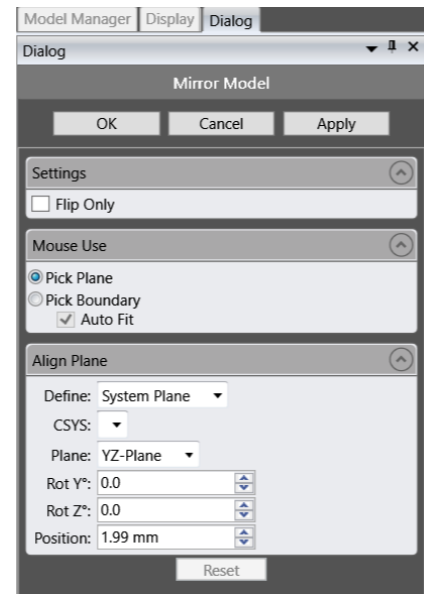 Model Manager Display Dialog
Dialog
Mirror Model
OK Cancel Apply
Settings
Flip Only
Mouse Use
Pick Plane
Pick Boundary
Auto Fit
Align Plane
Define: System Plane
CSYS:
Plane: YZ-Plane
Rot Y°: 0.0
Rot Z°: 0.0
Position: 1.99 mm
Reset